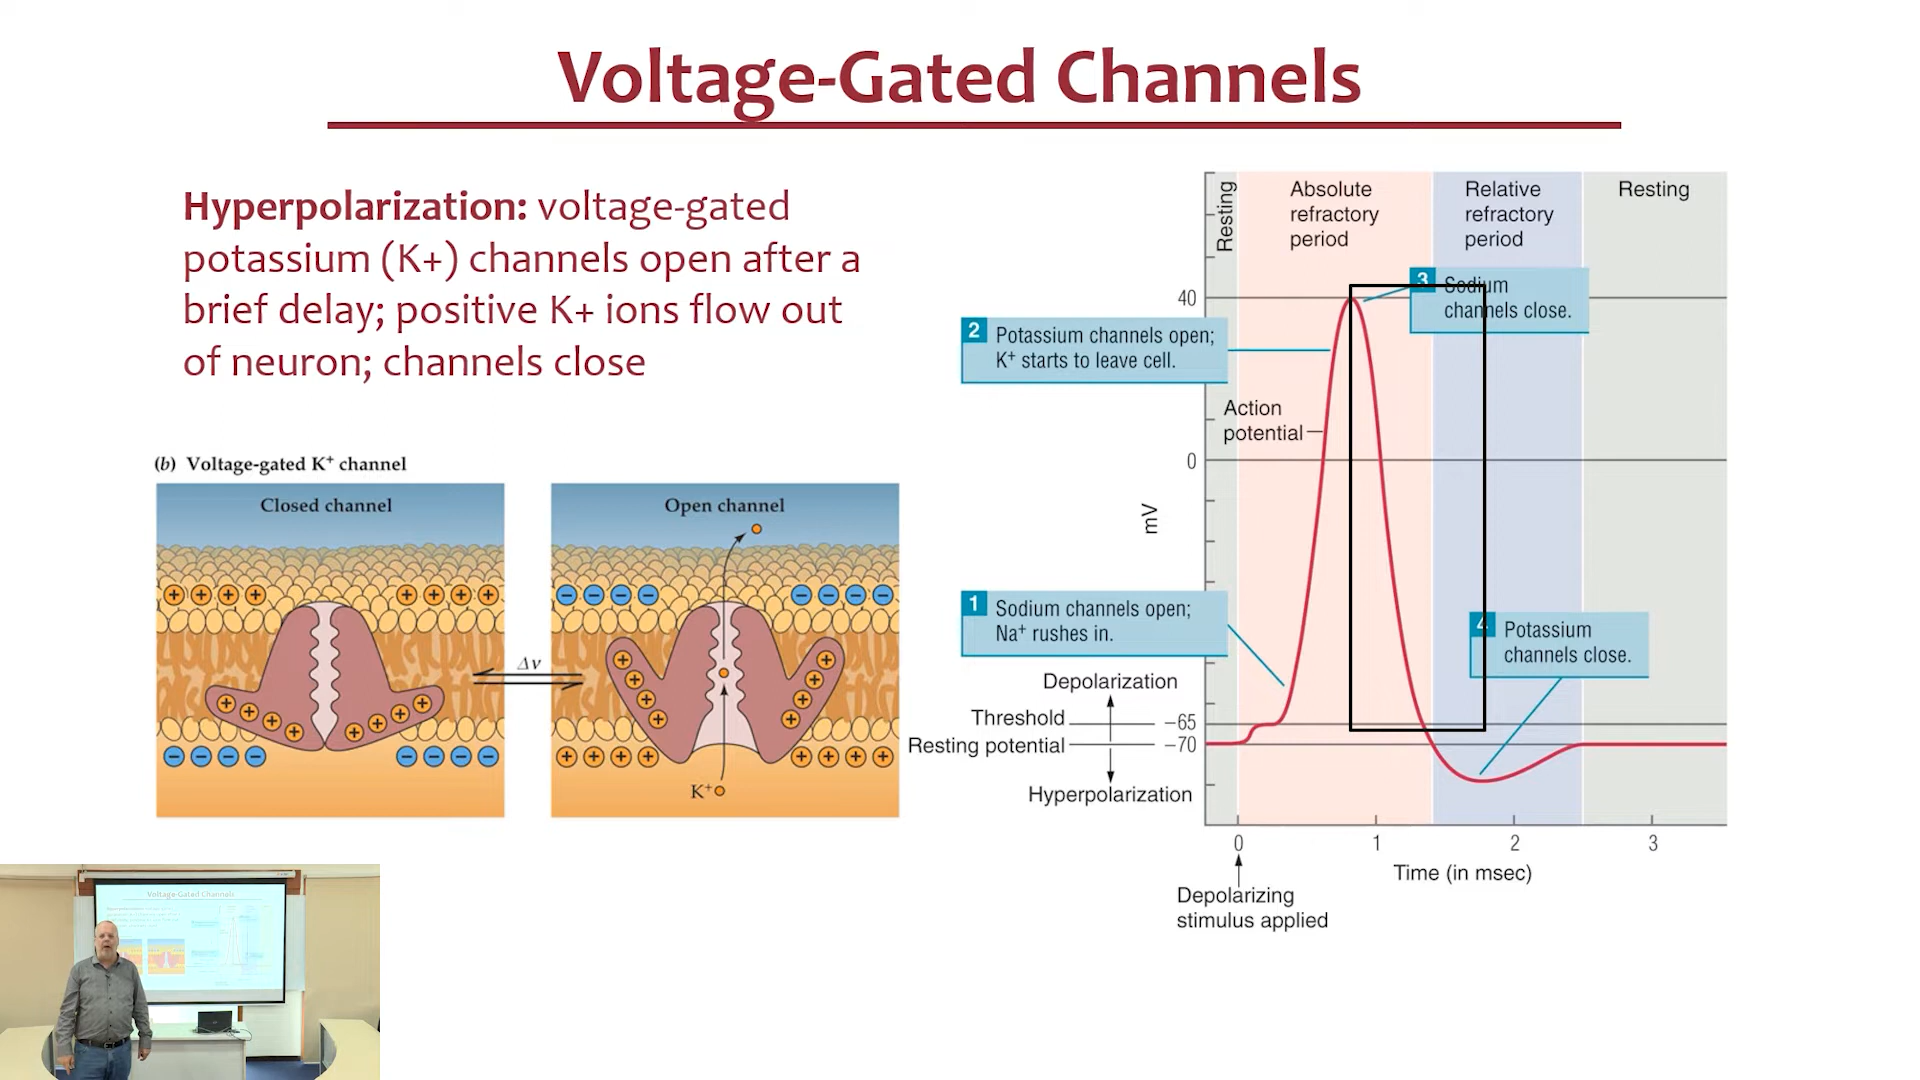 Voltage-Gated Channels
Hyperpolarization: voltage-gated
potassium (K+) channels open after a
brief delay; positive K+ ions flow out
of neuron; channels close
(b) Voltage-gated K⁺ channel
Closed channel
Open channel
Δv
K⁺
Resting
Absolute
refractory
period
Relative
refractory
period
Resting
3 Sodium
channels close.
40
2 Potassium channels open;
K⁺ starts to leave cell.
Action
potential
0
mV
1 Sodium channels open;
Na⁺ rushes in.
4 Potassium
channels close.
Depolarization
Threshold
−65
Resting potential
−70
Hyperpolarization
0 1 2 3
Time (in msec)
Depolarizing
stimulus applied
Voltage-Gated Channels